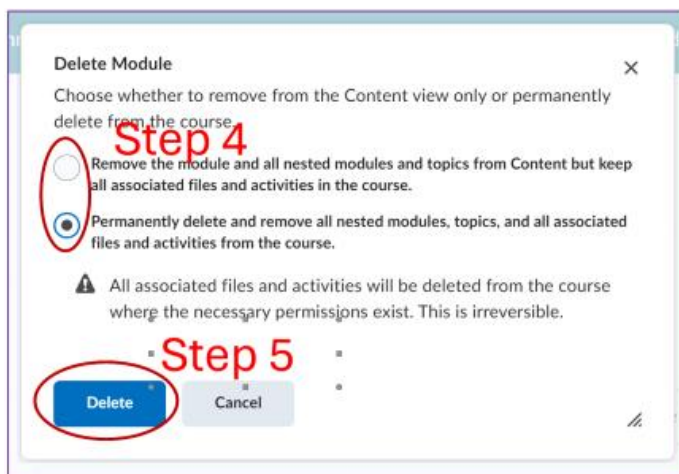 Delete Module
Choose whether to remove from the Content view only or permanently
delete from the course.
Step 4
Remove the module and all nested modules and topics from Content but keep
all associated files and activities in the course.
Permanently delete and remove all nested modules, topics, and all associated
files and activities from the course.
All associated files and activities will be deleted from the course
where the necessary permissions exist. This is irreversible.
Step 5
Delete
Cancel